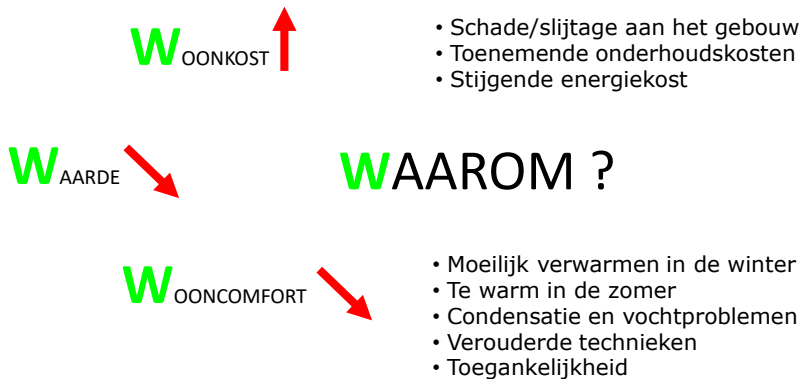 WOONKOST
• Schade/slijtage aan het gebouw
• Toenemende onderhoudskosten
• Stijgende energiekost
WAARDE
WAAROM ?
WOONCOMFORT
• Moeilijk verwarmen in de winter
• Te warm in de zomer
• Condensatie en vochtproblemen
• Verouderde technieken
• Toegankelijkheid